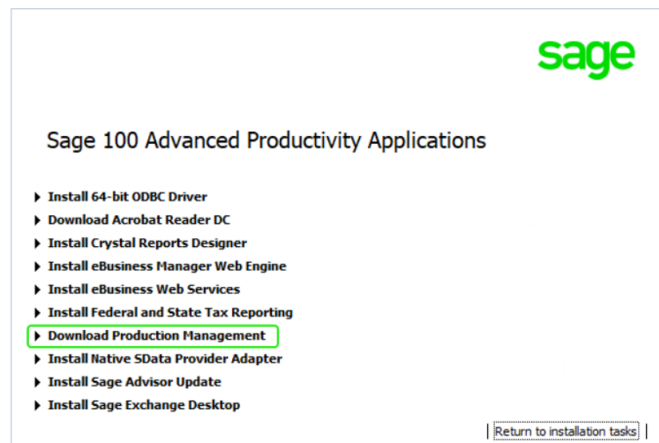 sage
Sage 100 Advanced Productivity Applications
Install 64-bit ODBC Driver
Download Acrobat Reader DC
Install Crystal Reports Designer
Install eBusiness Manager Web Engine
Install eBusiness Web Services
Install Federal and State Tax Reporting
Download Production Management
Install Native SData Provider Adapter
Install Sage Advisor Update
Install Sage Exchange Desktop
Return to installation tasks